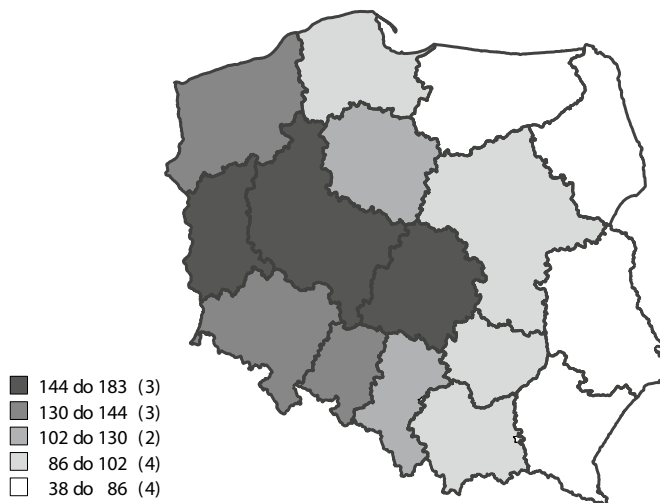 144 do 183 (3)
130 do 144 (3)
102 do 130 (2)
86 do 102 (4)
38 do 86 (4)